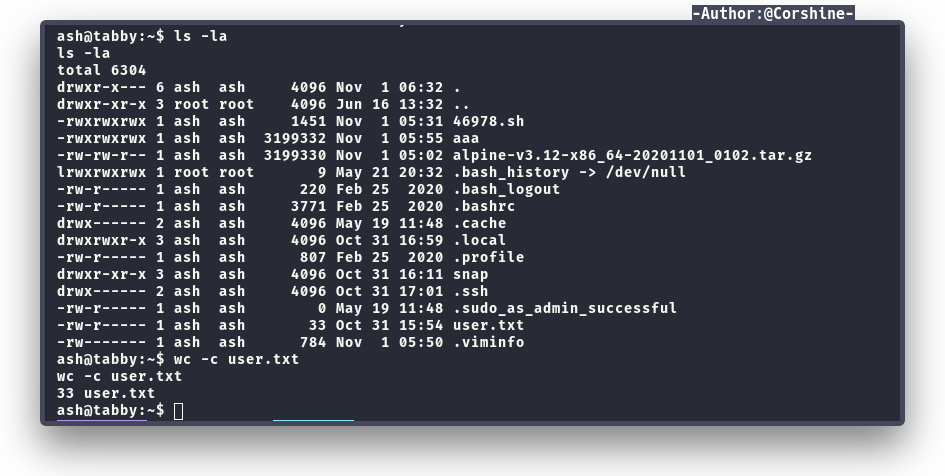 -Author:@Corshine-
ash@tabby:~$ ls -la
ls -la
total 6304
drwxr-x--- 6 ash  ash     4096 Nov  1 06:32 .
drwxr-xr-x 3 root root    4096 Jun 16 13:32 ..
-rwxrwxrwx 1 ash  ash     1451 Nov  1 05:31 46978.sh
-rwxrwxrwx 1 ash  ash  3199332 Nov  1 05:55 aaa
-rw-rw-r-- 1 ash  ash  3199330 Nov  1 05:02 alpine-v3.12-x86_64-20201101_0102.tar.gz
lrwxrwxrwx 1 root root       9 May 21 20:32 .bash_history -> /dev/null
-rw-r----- 1 ash  ash      220 Feb 25  2020 .bash_logout
-rw-r----- 1 ash  ash     3771 Feb 25  2020 .bashrc
drwx------ 2 ash  ash     4096 May 19 11:48 .cache
drwxrwxr-x 3 ash  ash     4096 Oct 31 16:59 .local
-rw-r----- 1 ash  ash      807 Feb 25  2020 .profile
drwxr-xr-x 3 ash  ash     4096 Oct 31 16:11 snap
drwx------ 2 ash  ash     4096 Oct 31 17:01 .ssh
-rw-r----- 1 ash  ash        0 May 19 11:48 .sudo_as_admin_successful
-rw-r----- 1 ash  ash       33 Oct 31 15:54 user.txt
-rw------- 1 ash  ash      784 Nov  1 05:50 .viminfo
ash@tabby:~$ wc -c user.txt
wc -c user.txt
33 user.txt
ash@tabby:~$